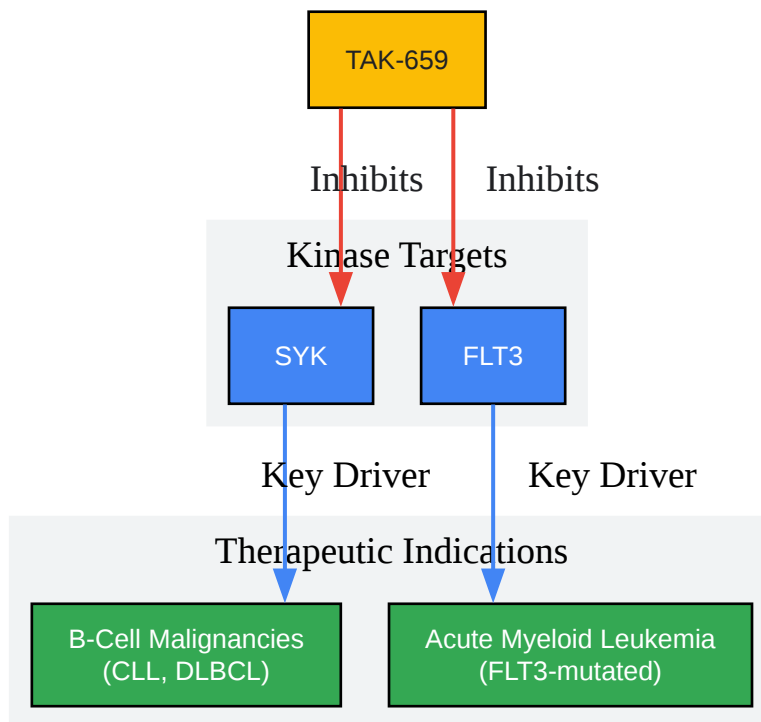 TAK-659
Inhibits
Inhibits
Kinase Targets
SYK
FLT3
Key Driver
Key Driver
Therapeutic Indications
B-Cell Malignancies
(CLL, DLBCL)
Acute Myeloid Leukemia
(FLT3-mutated)